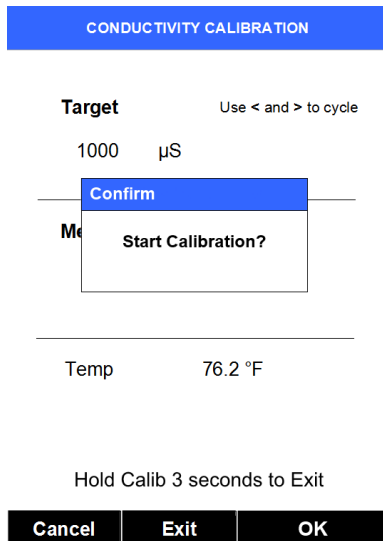 CONDUCTIVITY CALIBRATION
Target Use < and > to cycle
1000 µS
Confirm
Start Calibration?
Temp 76.2 °F
Hold Calib 3 seconds to Exit
Cancel Exit OK